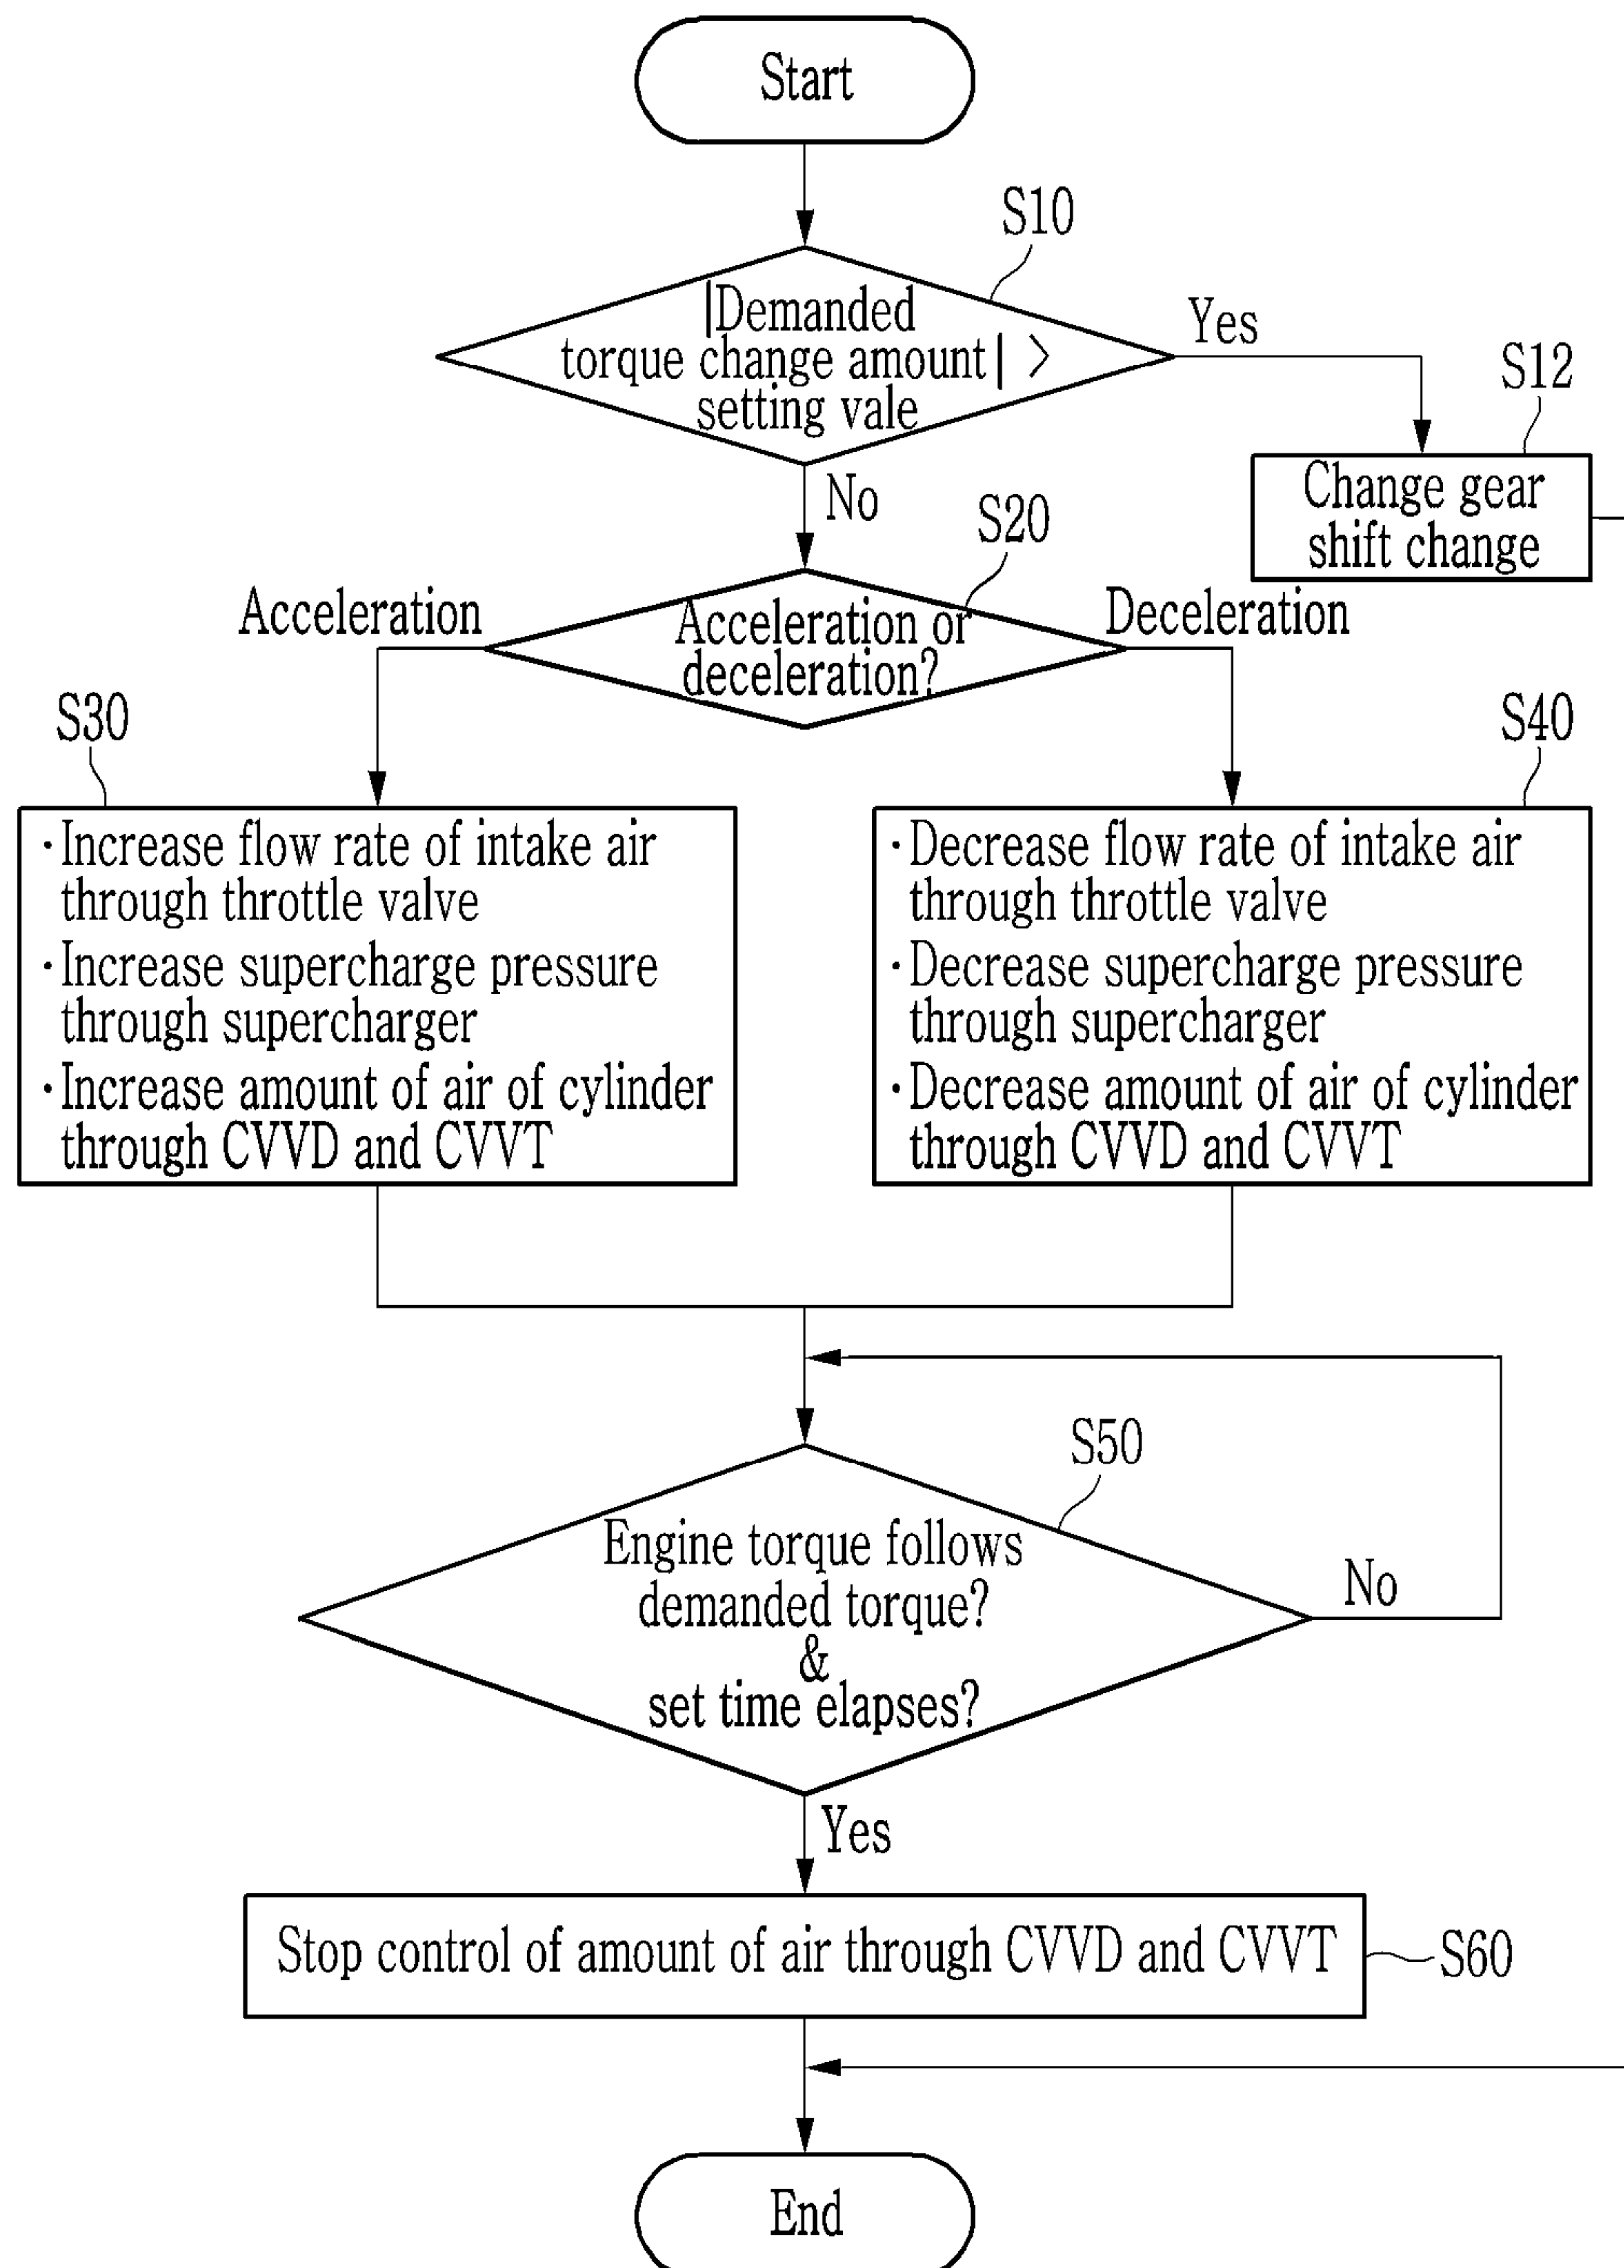 Start
S10
|Demanded
torque change amount| >
setting vale
Yes
S12
Change gear
shift change
No
S20
Acceleration
Acceleration or
deceleration?
Deceleration
S30
·Increase flow rate of intake air
through throttle valve
·Increase supercharge pressure
through supercharger
·Increase amount of air of cylinder
through CVVD and CVVT
S40
·Decrease flow rate of intake air
through throttle valve
·Decrease supercharge pressure
through supercharger
·Decrease amount of air of cylinder
through CVVD and CVVT
S50
Engine torque follows
demanded torque?
&
set time elapses?
No
Yes
Stop control of amount of air through CVVD and CVVT
S60
End